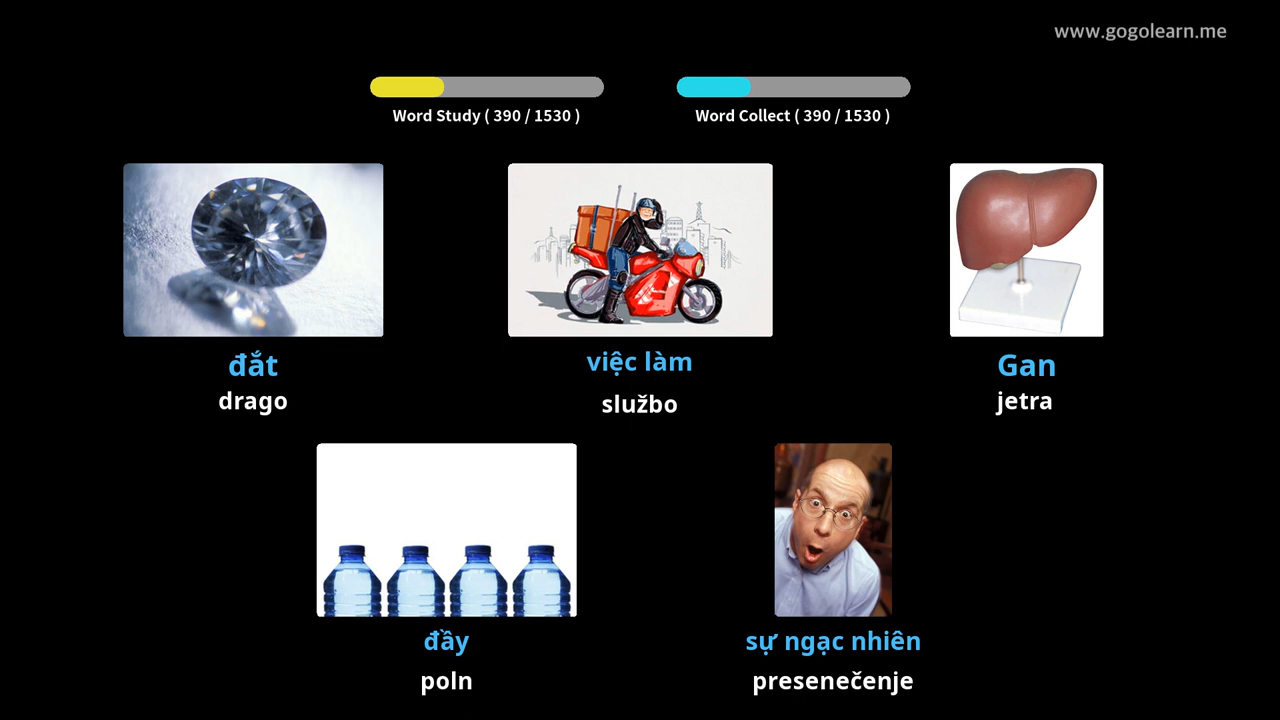 www.gogolearn.me
Word Study ( 390 / 1530 )
Word Collect ( 390 / 1530 )
đắt
drago
việc làm
službo
Gan
jetra
đầy
poln
sự ngạc nhiên
presenečenje